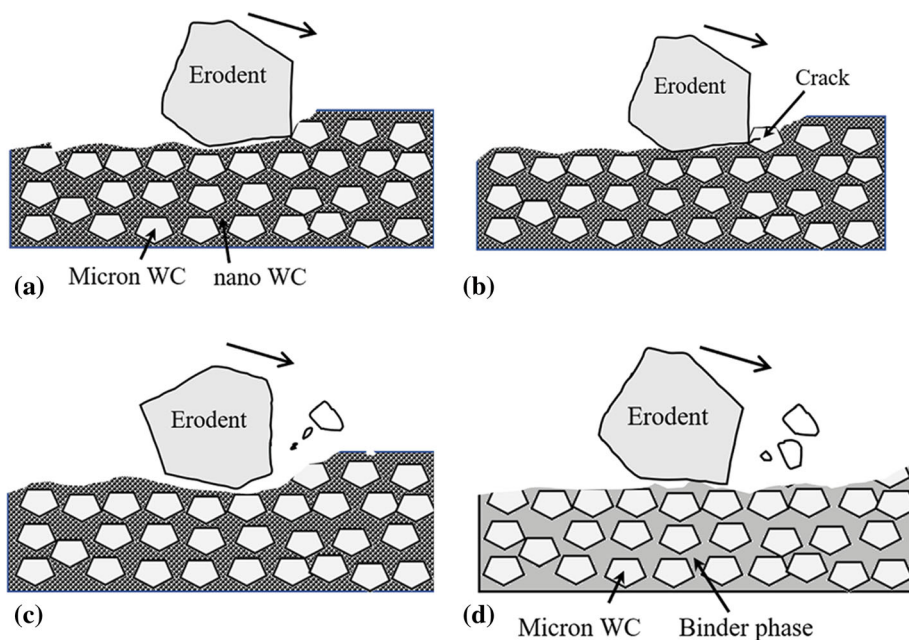 Erodent
Micron WC
nano WC
(a)
Erodent
Crack
(b)
Erodent
(c)
Erodent
Micron WC
Binder phase
(d)